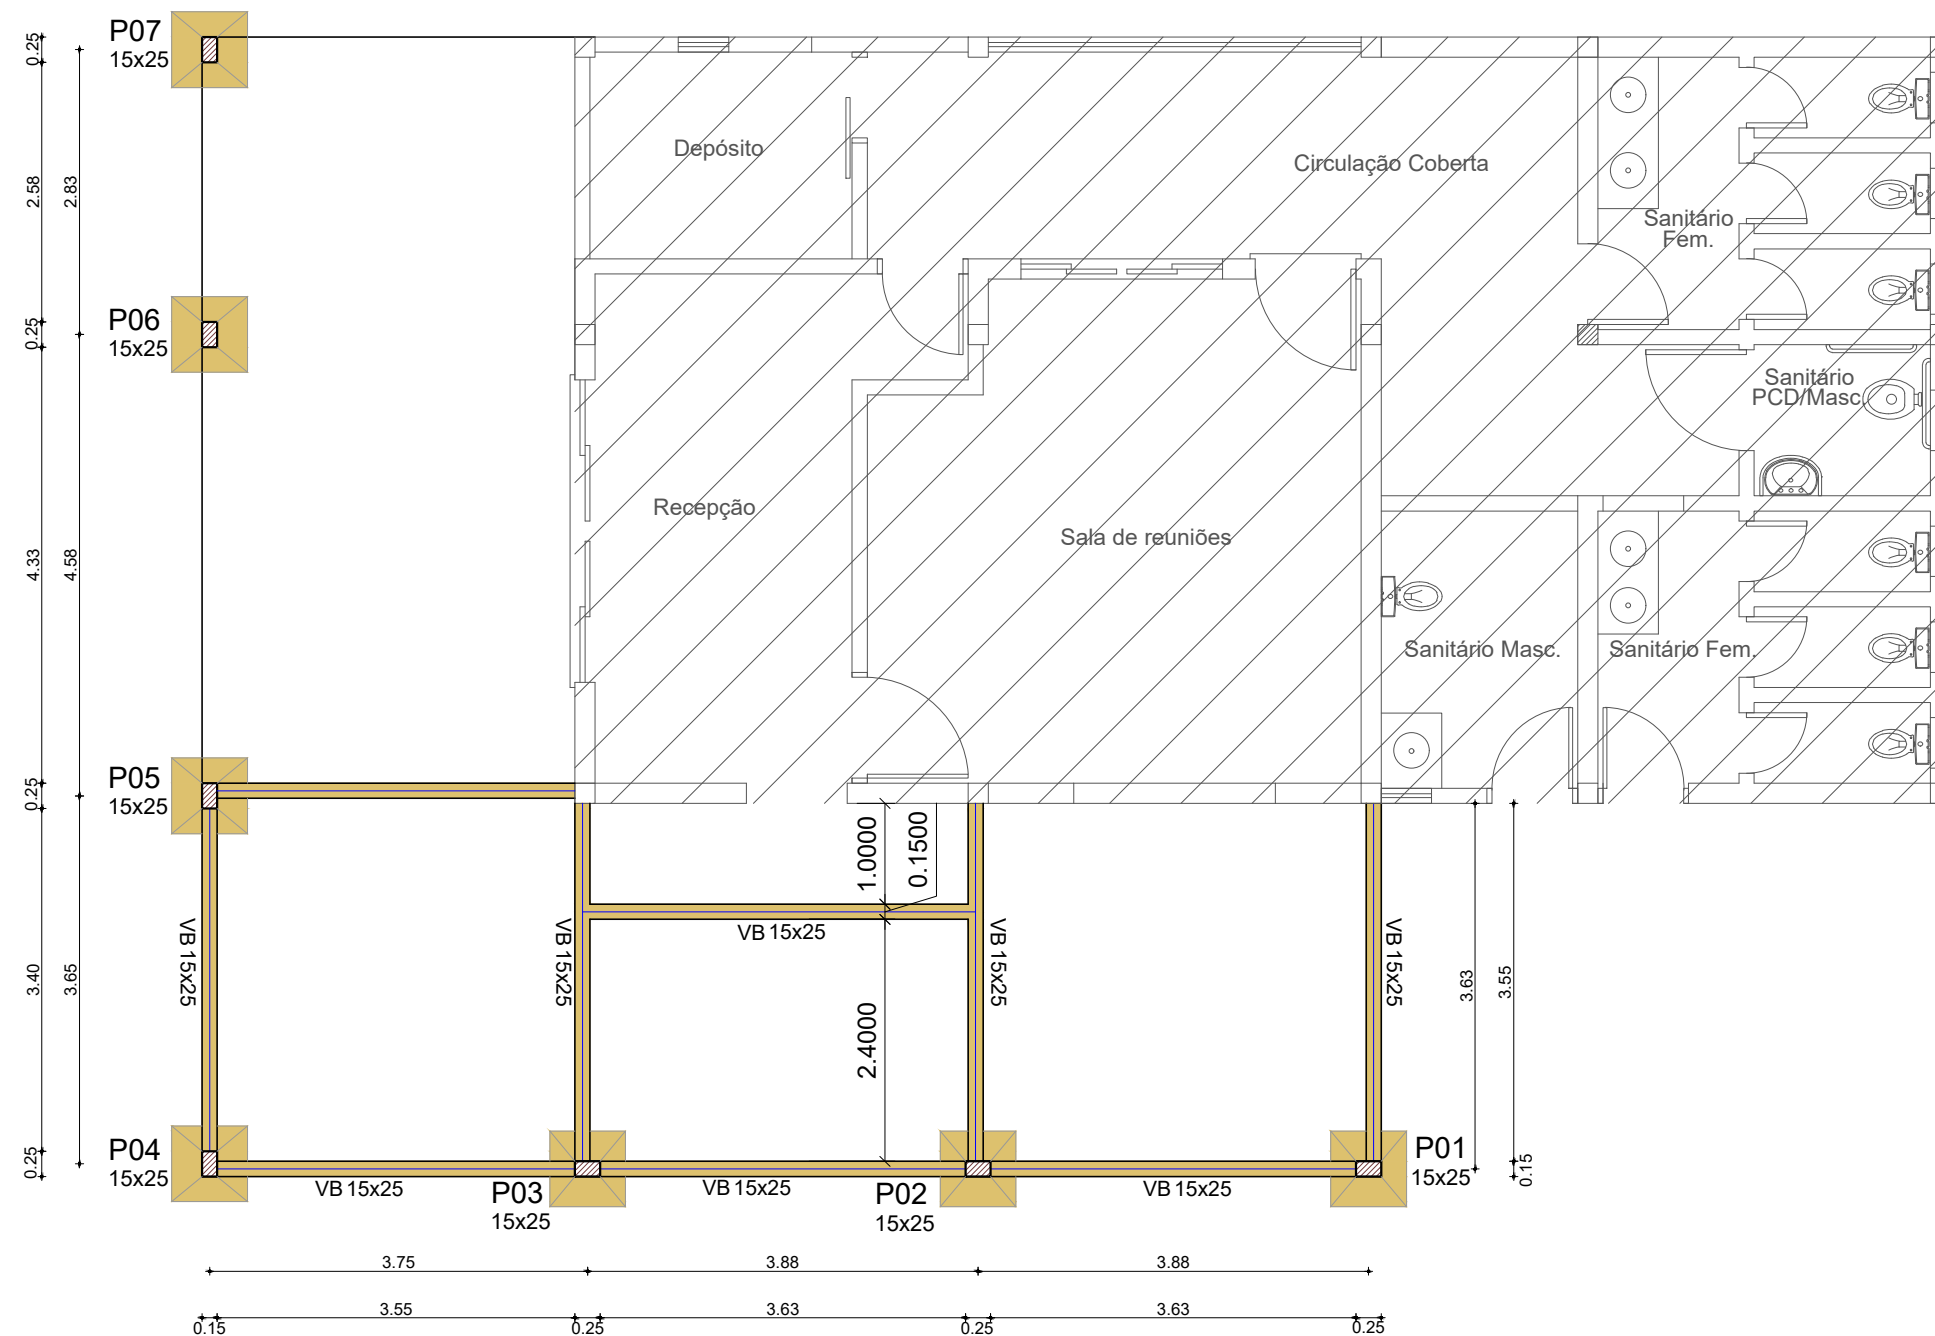 P07
15x25
0.25
2.58
2.83
Depósito
Circulação Coberta
Sanitário
Fem.
P06
15x25
0.25
Sanitário
PCD/Masc.
4.33
4.58
Recepção
Sala de reuniões
Sanitário Masc.
Sanitário Fem.
P05
15x25
0.25
1.0000
0.1500
VB 15x25
VB 15x25
VB 15x25
VB 15x25
VB 15x25
3.40
3.65
3.63
3.55
2.4000
P04
15x25
0.25
P01
15x25
0.15
VB 15x25
P03
15x25
VB 15x25
P02
15x25
VB 15x25
3.75
3.88
3.88
3.55
3.63
3.63
0.15
0.25
0.25
0.25